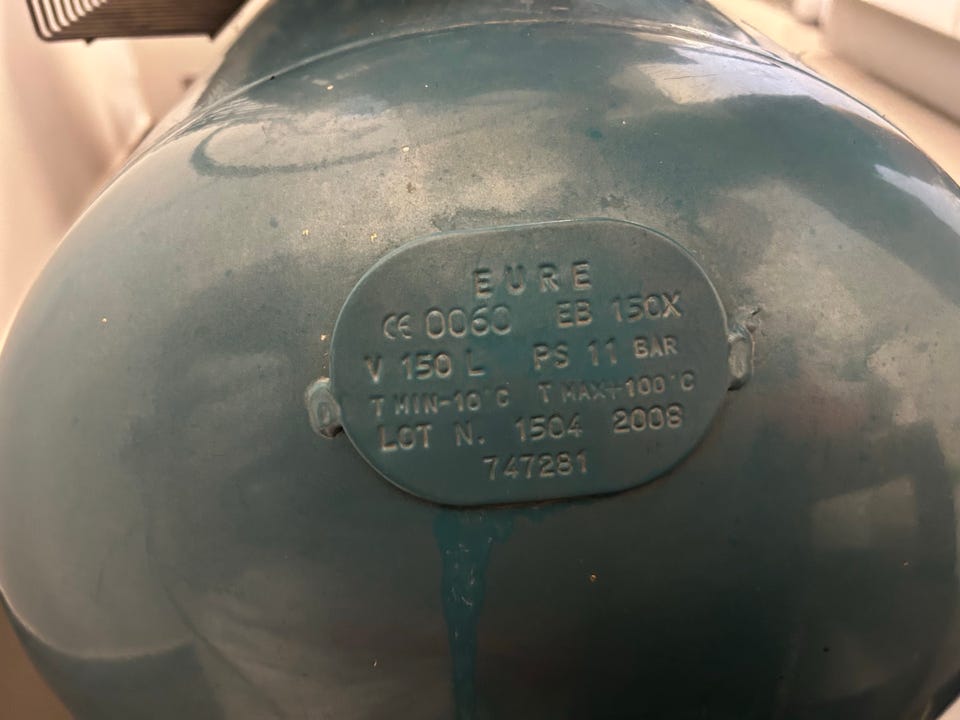 EURE
CE 0060 EB 150X
V 150 L PS 11 BAR
T MIN-10°C T MAX+100°C
LOT N. 1504 2008
747281